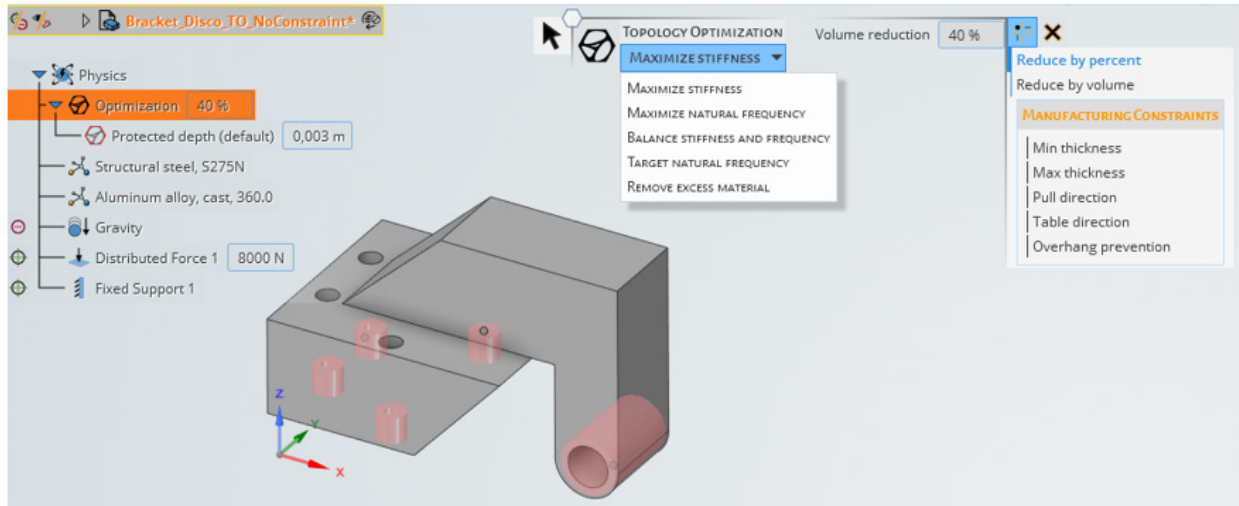 Bracket_Disco_TO_NoConstraint*
Physics
Optimization 40 %
Protected depth (default) 0,003 m
Structural steel, S275N
Aluminum alloy, cast, 360.0
Gravity
Distributed Force 1 8000 N
Fixed Support 1
TOPOLOGY OPTIMIZATION
MAXIMIZE STIFFNESS
MAXIMIZE STIFFNESS
MAXIMIZE NATURAL FREQUENCY
BALANCE STIFFNESS AND FREQUENCY
TARGET NATURAL FREQUENCY
REMOVE EXCESS MATERIAL
Volume reduction 40 %
Reduce by percent
Reduce by volume
MANUFACTURING CONSTRAINTS
Min thickness
Max thickness
Pull direction
Table direction
Overhang prevention
Z
Y
X